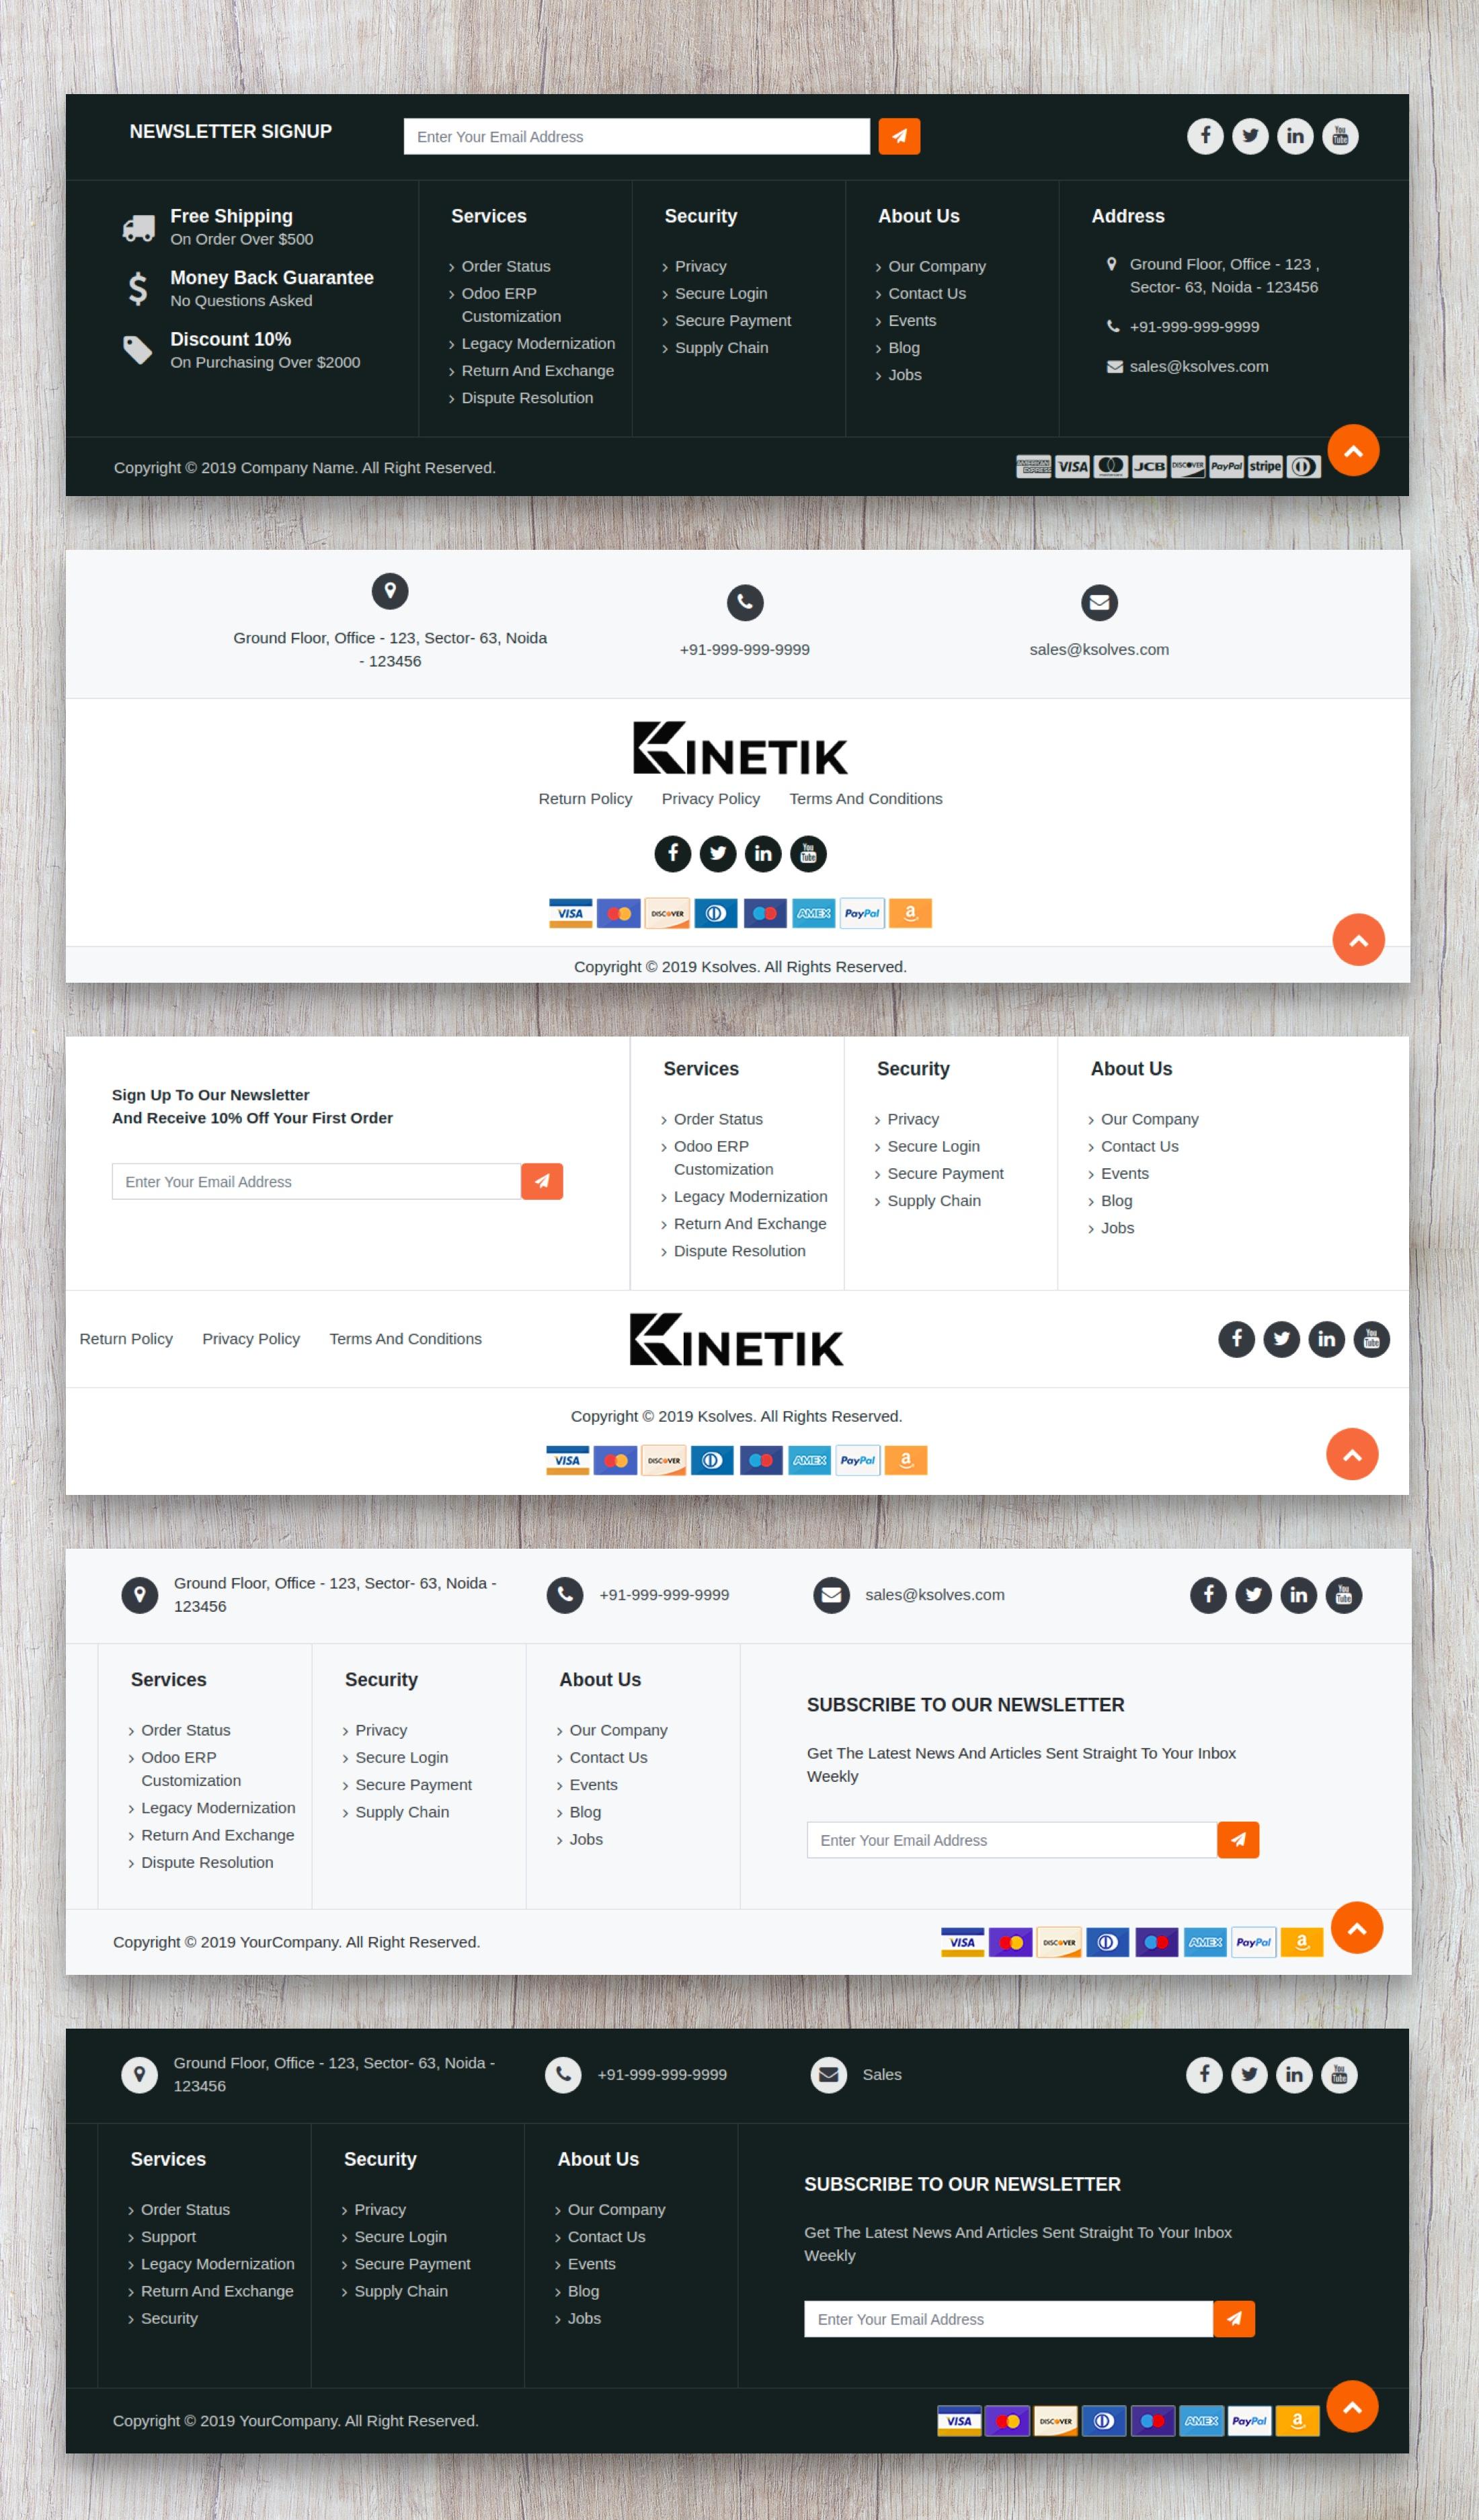 NEWSLETTER SIGNUP
Enter Your Email Address
You
Tube
Free Shipping
On Order Over $500
Money Back Guarantee
No Questions Asked
Discount 10%
On Purchasing Over $2000
Services
Order Status
Odoo ERP
Customization
Legacy Modernization
Return And Exchange
Dispute Resolution
Security
Privacy
Secure Login
Secure Payment
Supply Chain
About Us
Our Company
Contact Us
Events
Blog
Jobs
Address
Ground Floor, Office - 123 ,
Sector- 63, Noida - 123456
+91-999-999-9999
sales@ksolves.com
Copyright © 2019 Company Name. All Right Reserved.
AMERICAN EXPRESS VISA JCB DISCOVER PayPal stripe
Ground Floor, Office - 123, Sector- 63, Noida
- 123456
+91-999-999-9999
sales@ksolves.com
KINETIK
Return Policy Privacy Policy Terms And Conditions
You
Tube
VISA DISCOVER AMEX PayPal a
Copyright © 2019 Ksolves. All Rights Reserved.
Sign Up To Our Newsletter
And Receive 10% Off Your First Order
Enter Your Email Address
Services
Order Status
Odoo ERP
Customization
Legacy Modernization
Return And Exchange
Dispute Resolution
Security
Privacy
Secure Login
Secure Payment
Supply Chain
About Us
Our Company
Contact Us
Events
Blog
Jobs
Return Policy Privacy Policy Terms And Conditions
KINETIK
You
Tube
Copyright © 2019 Ksolves. All Rights Reserved.
VISA DISCOVER AMEX PayPal a
Ground Floor, Office - 123, Sector- 63, Noida -
123456
+91-999-999-9999
sales@ksolves.com
You
Tube
Services
Order Status
Odoo ERP
Customization
Legacy Modernization
Return And Exchange
Dispute Resolution
Security
Privacy
Secure Login
Secure Payment
Supply Chain
About Us
Our Company
Contact Us
Events
Blog
Jobs
SUBSCRIBE TO OUR NEWSLETTER
Get The Latest News And Articles Sent Straight To Your Inbox
Weekly
Enter Your Email Address
Copyright © 2019 YourCompany. All Right Reserved.
VISA DISCOVER AMEX PayPal a
Ground Floor, Office - 123, Sector- 63, Noida -
123456
+91-999-999-9999
Sales
You
Tube
Services
Order Status
Support
Legacy Modernization
Return And Exchange
Security
Security
Privacy
Secure Login
Secure Payment
Supply Chain
About Us
Our Company
Contact Us
Events
Blog
Jobs
SUBSCRIBE TO OUR NEWSLETTER
Get The Latest News And Articles Sent Straight To Your Inbox
Weekly
Enter Your Email Address
Copyright © 2019 YourCompany. All Right Reserved.
VISA DISCOVER AMEX PayPal a